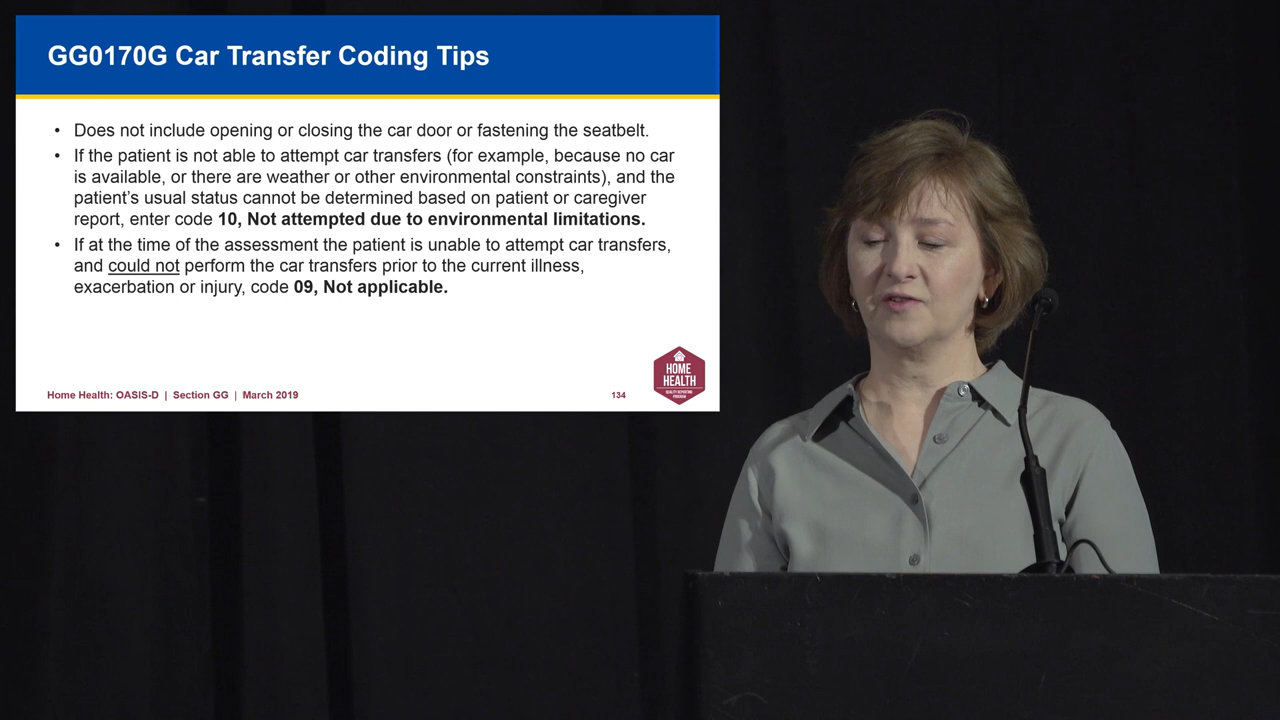 GG0170G Car Transfer Coding Tips
• Does not include opening or closing the car door or fastening the seatbelt.
• If the patient is not able to attempt car transfers (for example, because no car
is available, or there are weather or other environmental constraints), and the
patient’s usual status cannot be determined based on patient or caregiver
report, enter code 10, Not attempted due to environmental limitations.
• If at the time of the assessment the patient is unable to attempt car transfers,
and could not perform the car transfers prior to the current illness,
exacerbation or injury, code 09, Not applicable.
Home Health: OASIS-D | Section GG | March 2019
134
HOME
HEALTH
QUALITY REPORTING
PROGRAM